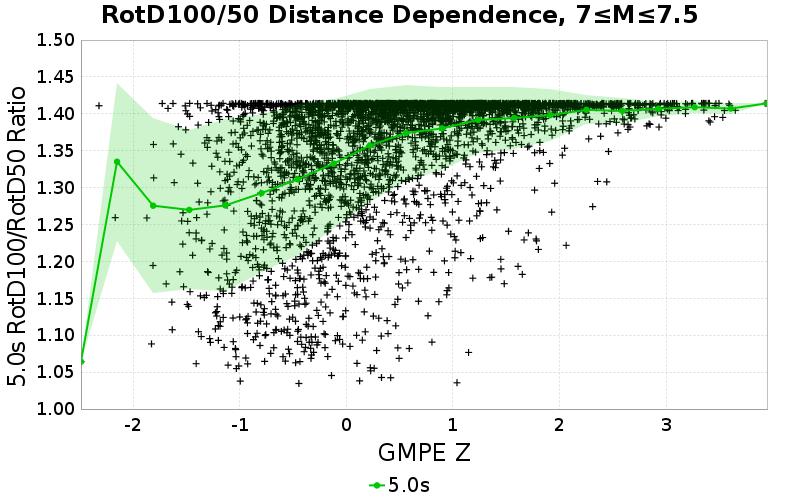 RotD100/50 Distance Dependence, 7≤M≤7.5
5.0s RotD100/RotD50 Ratio
1.50
1.45
1.40
1.35
1.30
1.25
1.20
1.15
1.10
1.05
1.00
-2 -1 0 1 2 3
GMPE Z
5.0s